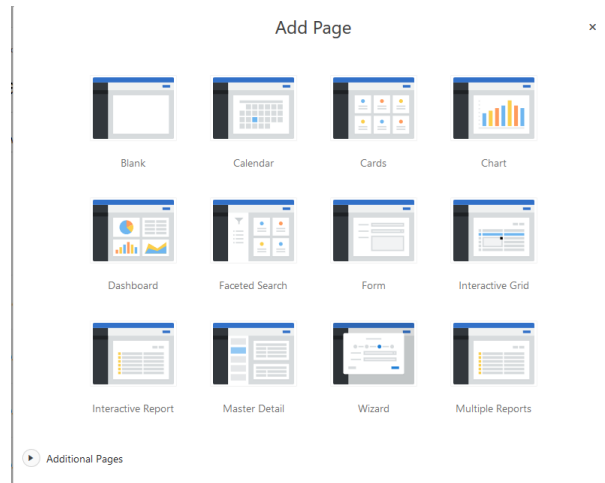 Add Page
×
Blank
Calendar
Cards
Chart
Dashboard
Faceted Search
Form
Interactive Grid
Interactive Report
Master Detail
Wizard
Multiple Reports
Additional Pages